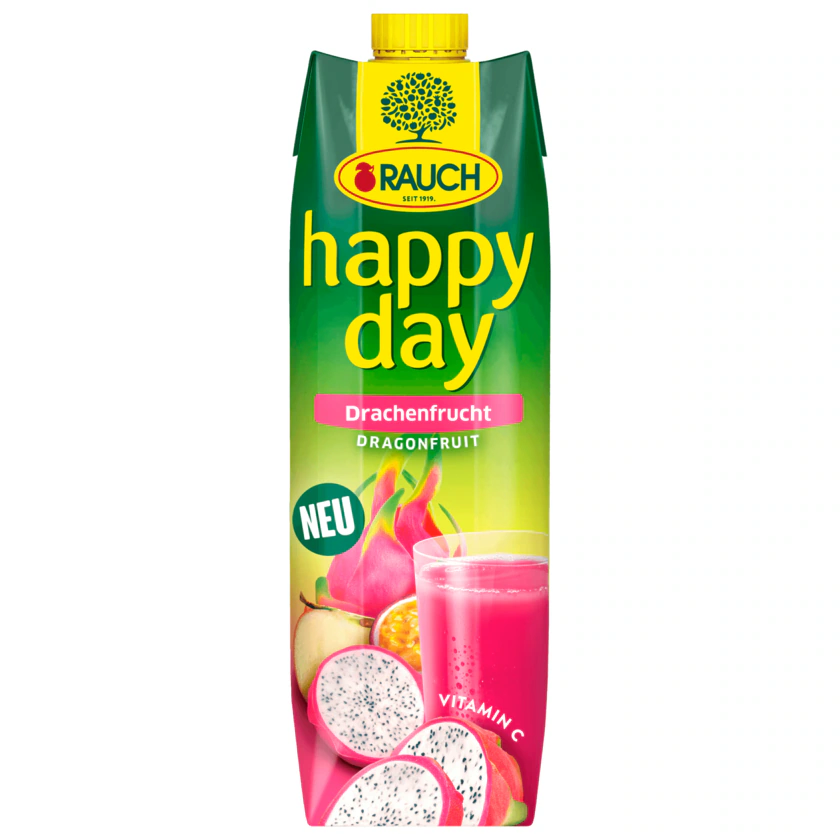 RAUCH
SEIT 1919.
happy
day
Drachenfrucht
DRAGONFRUIT
NEU
VITAMIN C